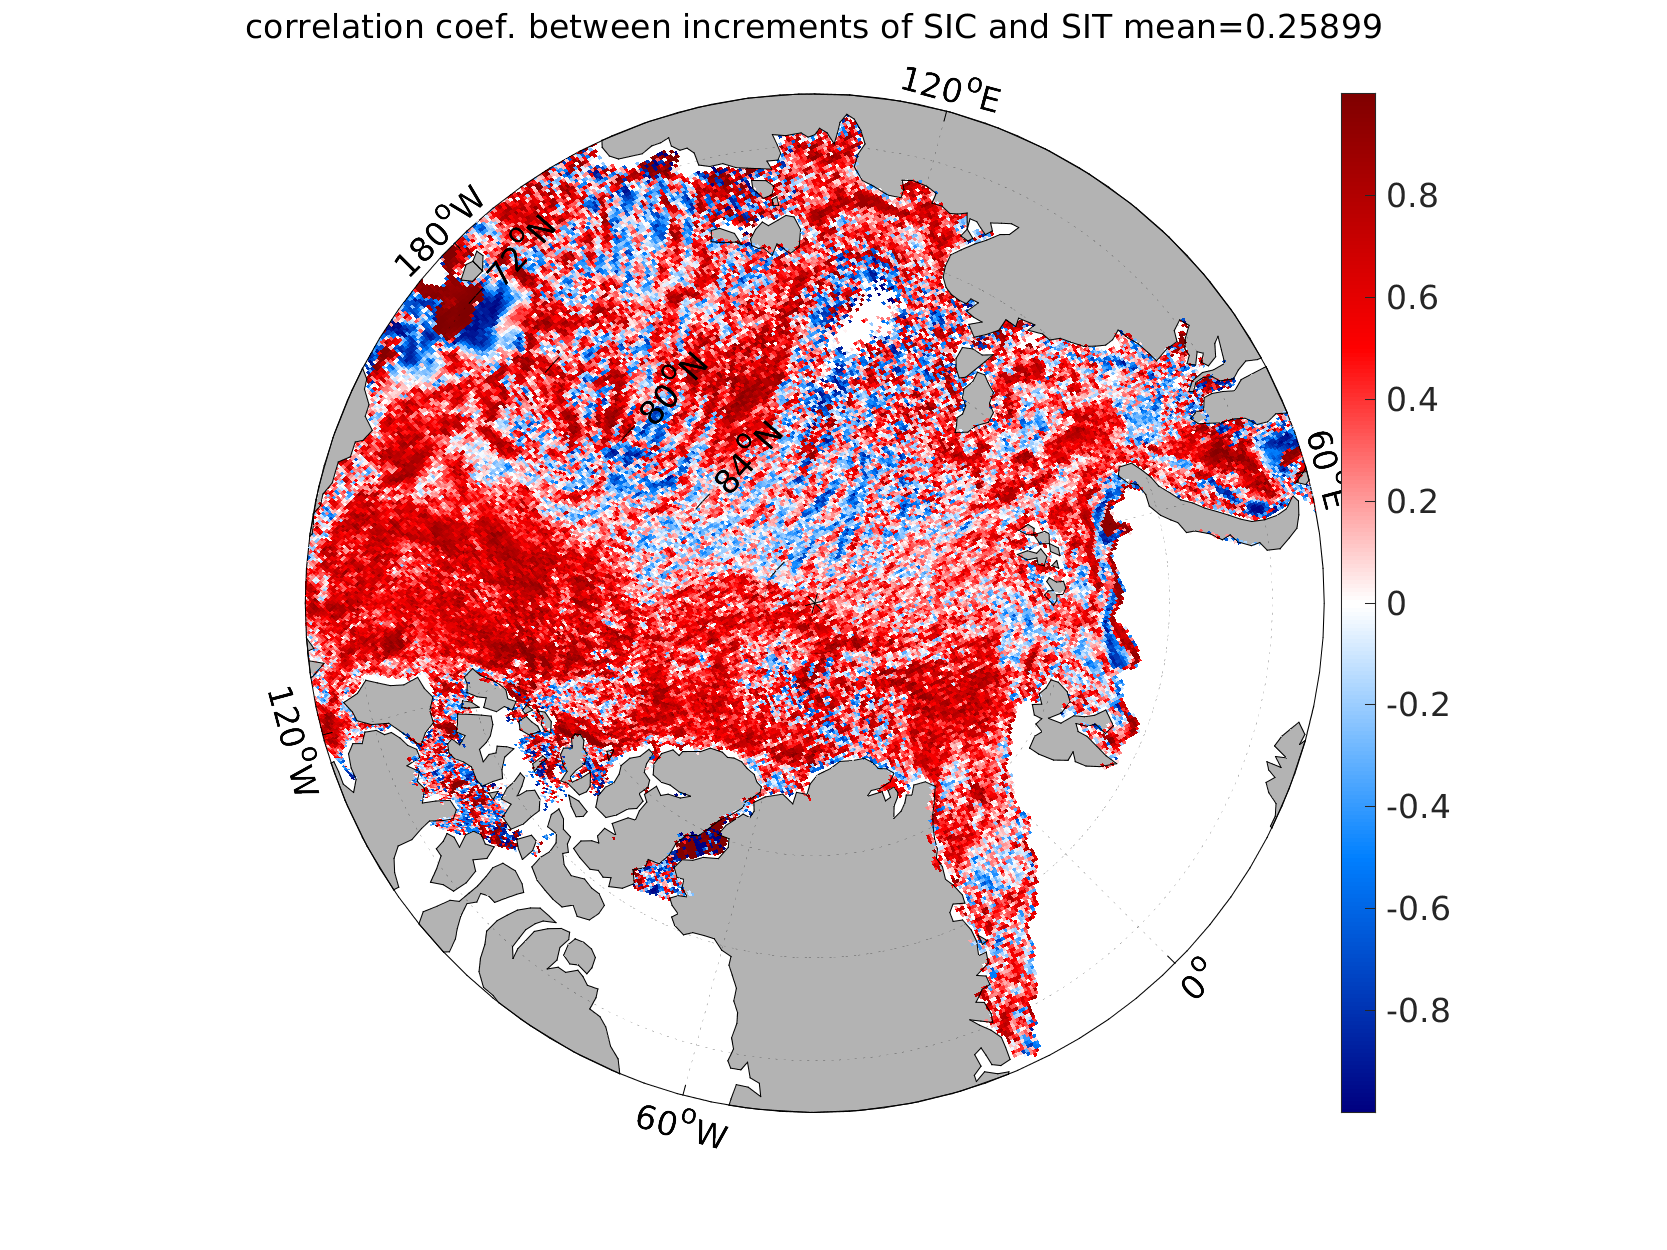 correlation coef. between increments of SIC and SIT mean=0.25899
120°E
180°W
72°N
80°N
84°N
60°E
120°W
0°
60°W
0.8
0.6
0.4
0.2
0
-0.2
-0.4
-0.6
-0.8